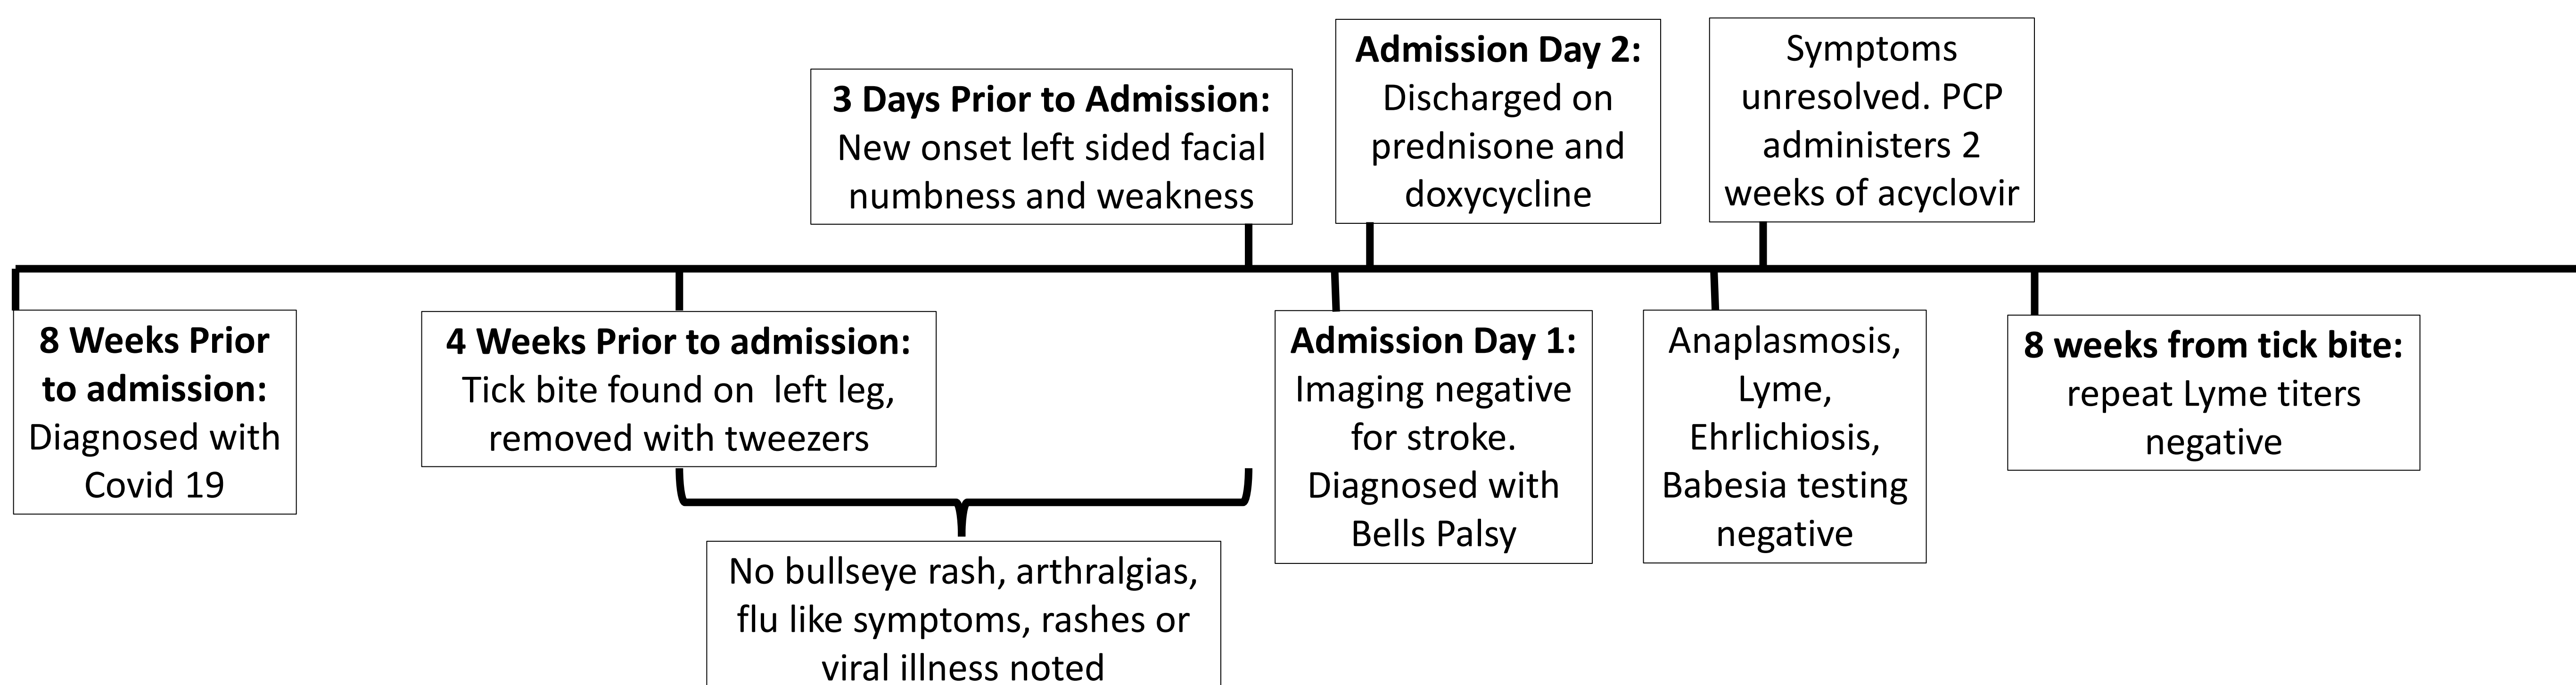 8 Weeks Prior
to admission:
Diagnosed with
Covid 19
4 Weeks Prior to admission:
Tick bite found on left leg,
removed with tweezers
No bullseye rash, arthralgias,
flu like symptoms, rashes or
viral illness noted
3 Days Prior to Admission:
New onset left sided facial
numbness and weakness
Admission Day 1:
Imaging negative
for stroke.
Diagnosed with
Bells Palsy
Admission Day 2:
Discharged on
prednisone and
doxycycline
Anaplasmosis,
Lyme,
Ehrlichiosis,
Babesia testing
negative
Symptoms
unresolved. PCP
administers 2
weeks of acyclovir
8 weeks from tick bite:
repeat Lyme titers
negative